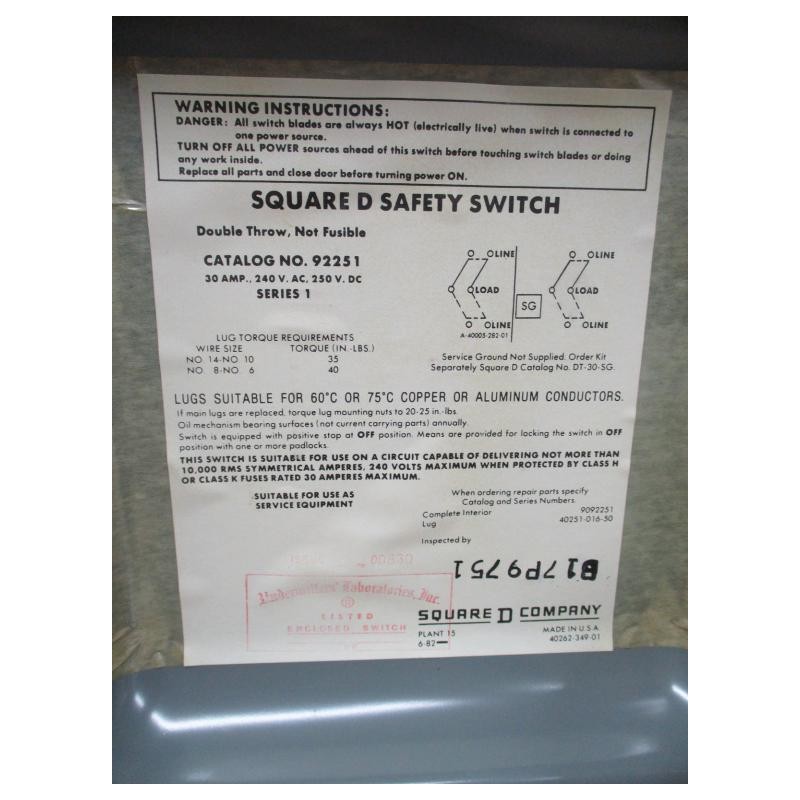 WARNING INSTRUCTIONS:
DANGER: All switch blades are always HOT (electrically live) when switch is connected to
one power source.
TURN OFF ALL POWER sources ahead of this switch before touching switch blades or doing
any work inside.
Replace all parts and close door before turning power ON.
SQUARE D SAFETY SWITCH
Double Throw, Not Fusible
CATALOG NO. 92251
30 AMP., 240 V. AC, 250 V. DC
SERIES 1
LINE
LINE
LOAD
SG
LOAD
LINE
LINE
A-40005-282-01
LUG TORQUE REQUIREMENTS
WIRE SIZE TORQUE (IN.-LBS.)
NO. 14-NO. 10 35
NO. 8-NO. 6 40
Service Ground Not Supplied. Order Kit
Separately Square D Catalog No. DT-30-SG.
LUGS SUITABLE FOR 60°C OR 75°C COPPER OR ALUMINUM CONDUCTORS.
If main lugs are replaced, torque lug mounting nuts to 20-25 in.-lbs.
Oil mechanism bearing surfaces (not current carrying parts) annually.
Switch is equipped with positive stop at OFF position. Means are provided for locking the switch in OFF
position with one or more padlocks.
THIS SWITCH IS SUITABLE FOR USE ON A CIRCUIT CAPABLE OF DELIVERING NOT MORE THAN
10,000 RMS SYMMETRICAL AMPERES, 240 VOLTS MAXIMUM WHEN PROTECTED BY CLASS H
OR CLASS K FUSES RATED 30 AMPERES MAXIMUM.
SUITABLE FOR USE AS
SERVICE EQUIPMENT
When ordering repair parts specify
Catalog and Series Numbers.
Complete Interior 9092251
Lug 40251-016-50
Inspected by
B17P9751
Underwriters' Laboratories, Inc.
®
LISTED
ENCLOSED SWITCH
SQUARE D COMPANY
PLANT 15 MADE IN U.S.A.
6-82 40262-349-01